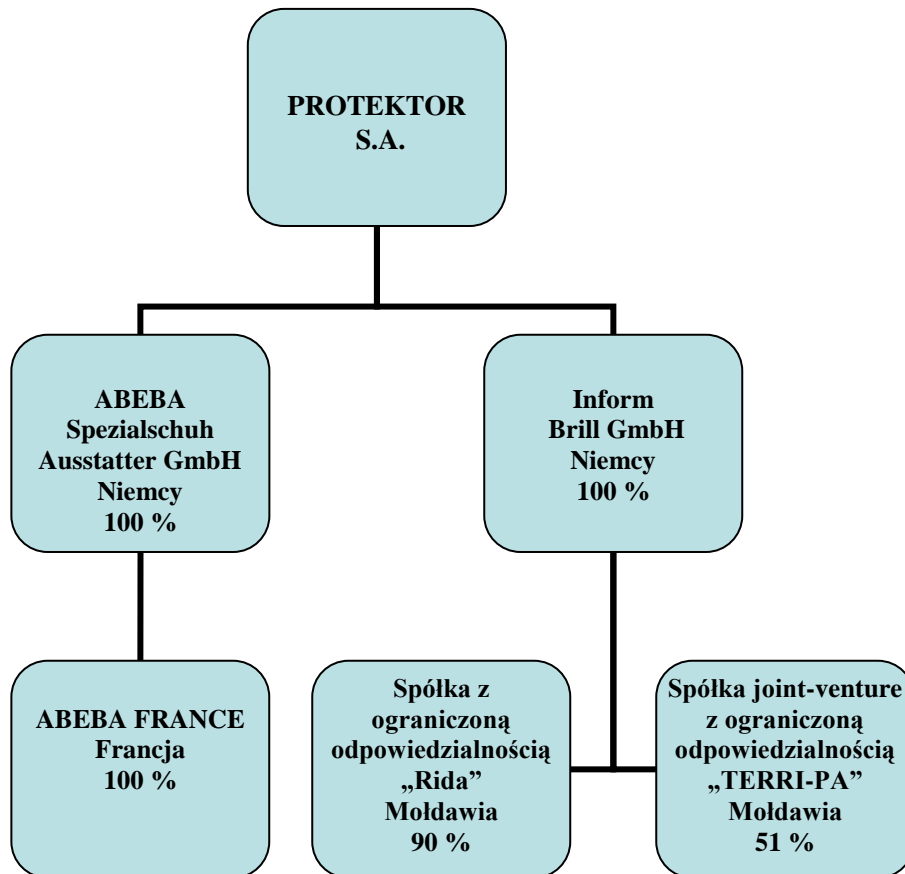 PROTEKTOR
S.A.
ABEBA
Spezialschuh
Ausstatter GmbH
Niemcy
100 %
Inform
Brill GmbH
Niemcy
100 %
ABEBA FRANCE
Francja
100 %
Spółka z
ograniczoną
odpowiedzialnością
„Rida”
Mołdawia
90 %
Spółka joint-venture
z ograniczoną
odpowiedzialnością
„TERRI-PA”
Mołdawia
51 %